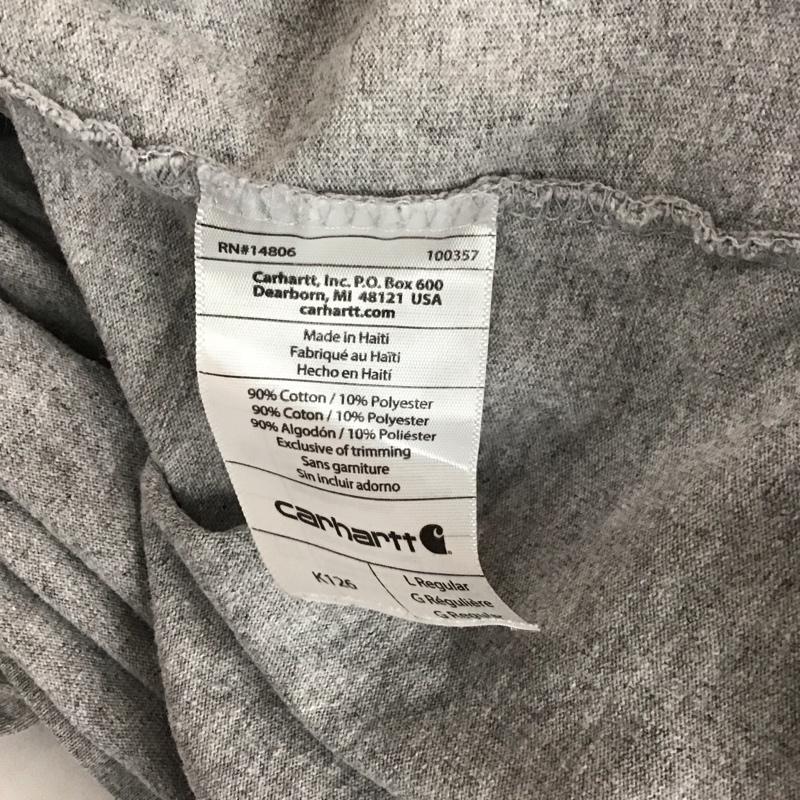 RN#14806 100357
Carhartt, Inc. P.O. Box 600
Dearborn, MI 48121 USA
carhartt.com
Made in Haiti
Fabriqué au Haïti
Hecho en Haití
90% Cotton / 10% Polyester
90% Coton / 10% Polyester
90% Algodón / 10% Poliéster
Exclusive of trimming
Sans garniture
Sin incluir adorno
carhartt
K126 L Regular
G Régulière
G Regular